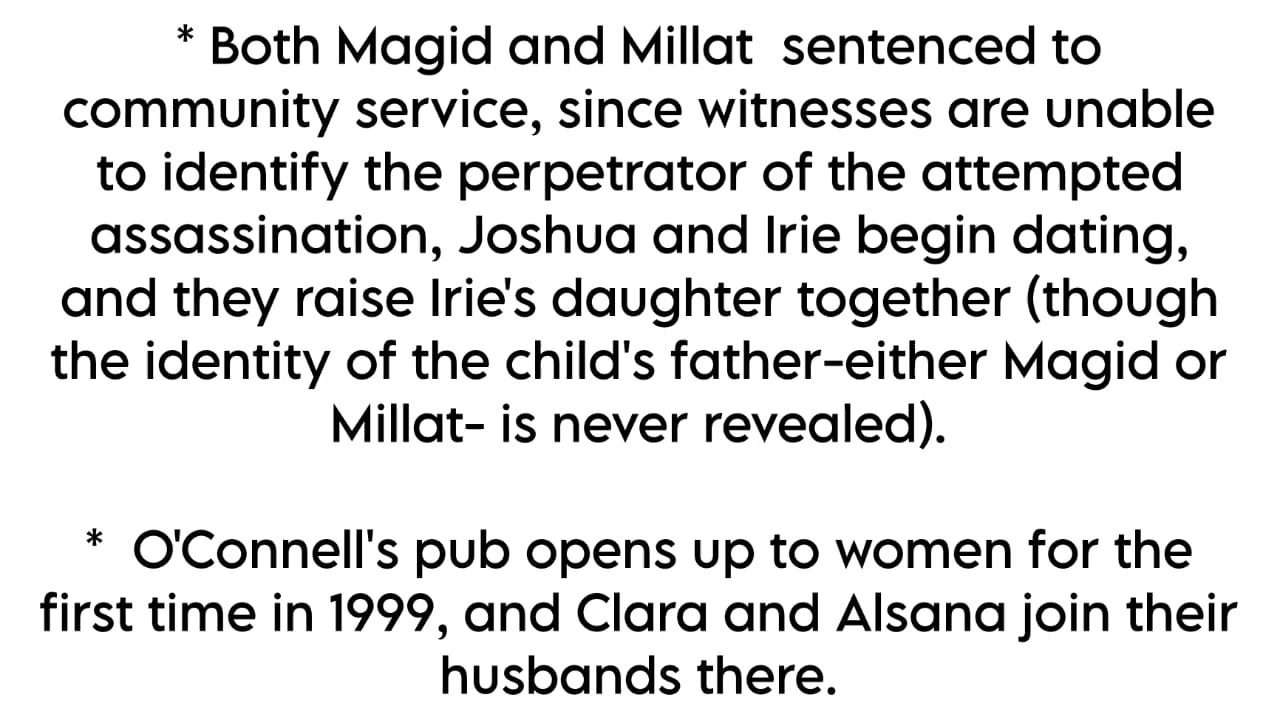 * Both Magid and Millat  sentenced to
community service, since witnesses are unable
to identify the perpetrator of the attempted
assassination, Joshua and Irie begin dating,
and they raise Irie's daughter together (though
the identity of the child's father-either Magid or
Millat- is never revealed).
*  O'Connell's pub opens up to women for the
first time in 1999, and Clara and Alsana join their
husbands there.